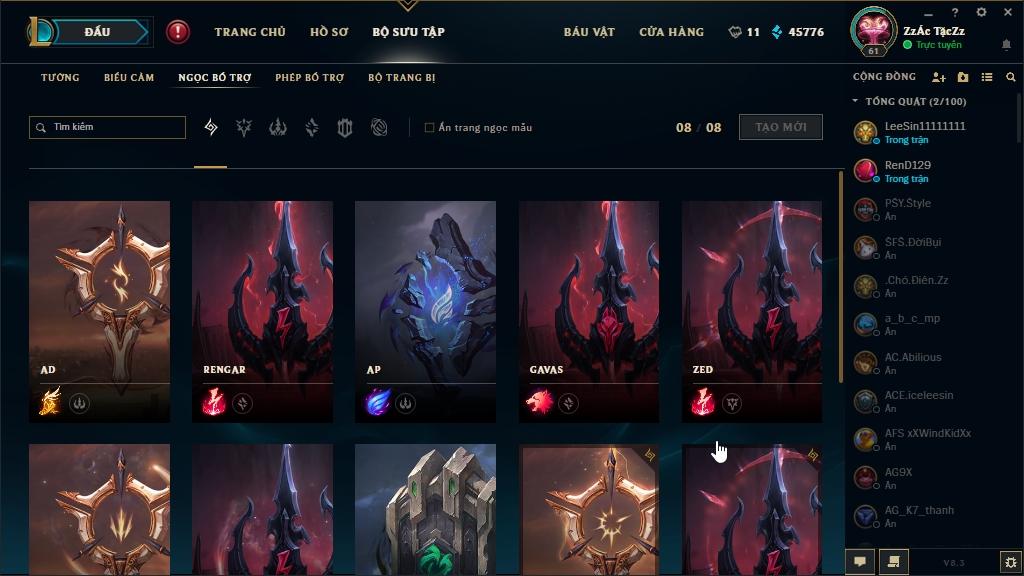 ĐẤU
TRANG CHỦ
HỒ SƠ
BỘ SƯU TẬP
BÁU VẬT
CỬA HÀNG
11
45776
61
ZzÁc TặcZz
Trực tuyến
TƯỚNG
BIỂU CẢM
NGỌC BỔ TRỢ
PHÉP BỔ TRỢ
BỘ TRANG BỊ
Tìm kiếm
Ẩn trang ngọc mẫu
08 / 08
TẠO MỚI
AD
RENGAR
AP
GAVAS
ZED
CỘNG ĐỒNG
TỔNG QUÁT (2/100)
LeeSin11111111
Trong trận
RenD129
Trong trận
PSY.Style
Ẩn
SFS.ĐờiBụi
Ẩn
.Chó.Điên.Zz
Ẩn
a_b_c_mp
Ẩn
AC.Abilious
Ẩn
ACE.iceleesin
Ẩn
AFS xXWindKidXx
Ẩn
AG9X
Ẩn
AG_K7_thanh
Ẩn
V8.3